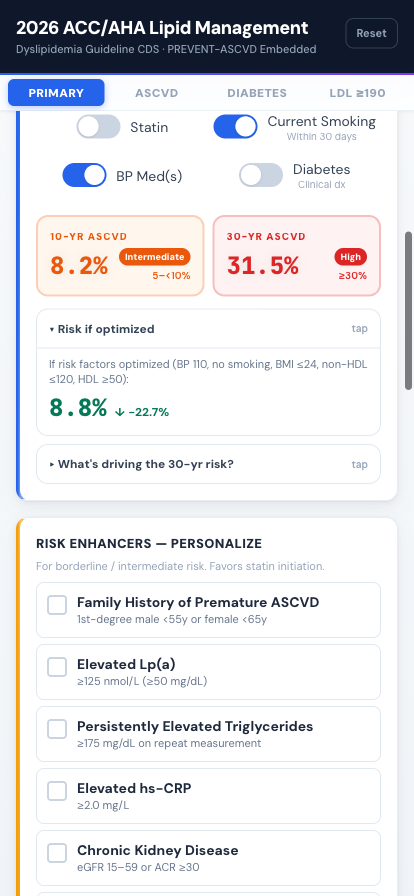 2026 ACC/AHA Lipid Management
Dyslipidemia Guideline CDS · PREVENT-ASCVD Embedded
Reset
PRIMARY
ASCVD
DIABETES
LDL ≥190
Statin
Current Smoking
Within 30 days
BP Med(s)
Diabetes
Clinical dx
10-YR ASCVD
8.2%
Intermediate
5–<10%
30-YR ASCVD
31.5%
High
≥30%
▾ Risk if optimized
tap
If risk factors optimized (BP 110, no smoking, BMI ≤24, non-HDL
≤120, HDL ≥50):
8.8% ↓ −22.7%
▸ What's driving the 30-yr risk?
tap
RISK ENHANCERS — PERSONALIZE
For borderline / intermediate risk. Favors statin initiation.
Family History of Premature ASCVD
1st-degree male <55y or female <65y
Elevated Lp(a)
≥125 nmol/L (≥50 mg/dL)
Persistently Elevated Triglycerides
≥175 mg/dL on repeat measurement
Elevated hs-CRP
≥2.0 mg/L
Chronic Kidney Disease
eGFR 15–59 or ACR ≥30